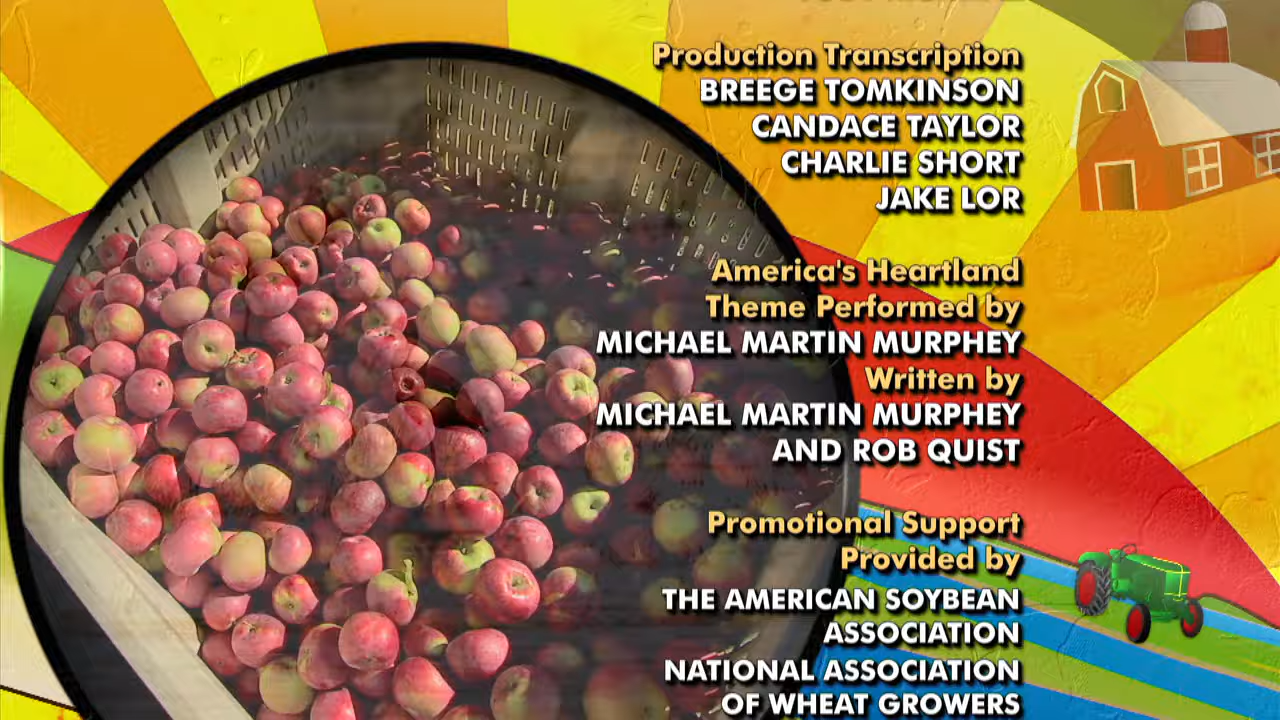 Production Transcription
BREEGE TOMKINSON
CANDACE TAYLOR
CHARLIE SHORT
JAKE LOR
America's Heartland
Theme Performed by
MICHAEL MARTIN MURPHEY
Written by
MICHAEL MARTIN MURPHEY
AND ROB QUIST
Promotional Support
Provided by
THE AMERICAN SOYBEAN
ASSOCIATION
NATIONAL ASSOCIATION
OF WHEAT GROWERS